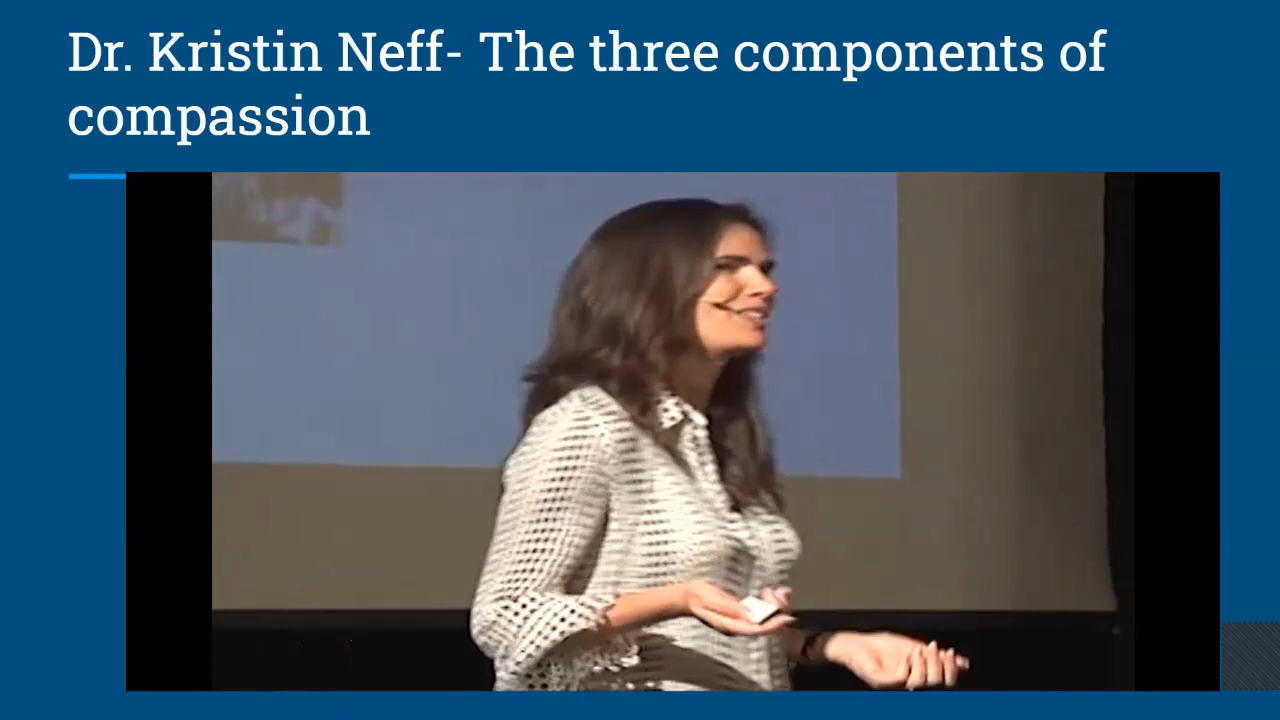 Dr. Kristin Neff- The three components of
compassion